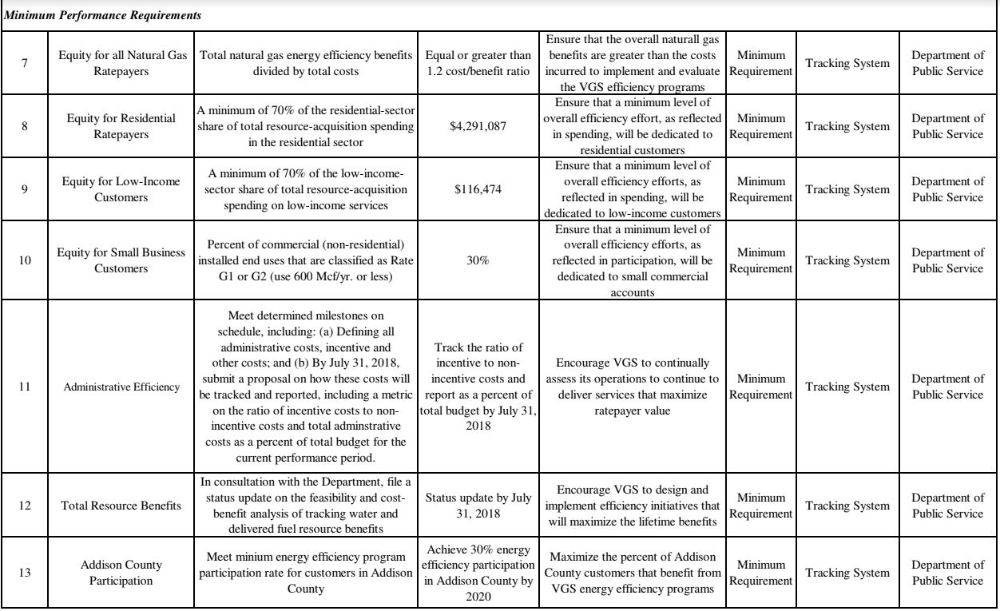 Minimum Performance Requirements
7
Equity for all Natural Gas
Ratepayers
Total natural gas energy efficiency benefits
divided by total costs
Equal or greater than
1.2 cost/benefit ratio
Ensure that the overall naturall gas
benefits are greater than the costs
incurred to implement and evaluate
the VGS efficiency programs
Minimum
Requirement
Tracking System
Department of
Public Service
8
Equity for Residential
Ratepayers
A minimum of 70% of the residential-sector
share of total resource-acquisition spending
in the residential sector
$4,291,087
Ensure that a minimum level of
overall efficiency effort, as reflected
in spending, will be dedicated to
residential customers
Minimum
Requirement
Tracking System
Department of
Public Service
9
Equity for Low-Income
Customers
A minimum of 70% of the low-income-
sector share of total resource-acquisition
spending on low-income services
$116,474
Ensure that a minimum level of
overall efficiency efforts, as
reflected in spending, will be
dedicated to low-income customers
Minimum
Requirement
Tracking System
Department of
Public Service
10
Equity for Small Business
Customers
Percent of commercial (non-residential)
installed end uses that are classified as Rate
G1 or G2 (use 600 Mcf/yr. or less)
30%
Ensure that a minimum level of
overall efficiency efforts, as
reflected in participation, will be
dedicated to small commercial
accounts
Minimum
Requirement
Tracking System
Department of
Public Service
11
Administrative Efficiency
Meet determined milestones on
schedule, including: (a) Defining all
administrative costs, incentive and
other costs; and (b) By July 31, 2018,
submit a proposal on how these costs will
be tracked and reported, including a metric
on the ratio of incentive costs to non-
incentive costs and total adminstrative
costs as a percent of total budget for the
current performance period.
Track the ratio of
incentive to non-
incentive costs and
report as a percent of
total budget by July 31,
2018
Encourage VGS to continually
assess its operations to continue to
deliver services that maximize
ratepayer value
Minimum
Requirement
Tracking System
Department of
Public Service
12
Total Resource Benefits
In consultation with the Department, file a
status update on the feasibility and cost-
benefit analysis of tracking water and
delivered fuel resource benefits
Status update by July
31, 2018
Encourage VGS to design and
implement efficiency initiatives that
will maximize the lifetime benefits
Minimum
Requirement
Tracking System
Department of
Public Service
13
Addison County
Participation
Meet minium energy efficiency program
participation rate for customers in Addison
County
Achieve 30% energy
efficiency participation
in Addison County by
2020
Maximize the percent of Addison
County customers that benefit from
VGS energy efficiency programs
Minimum
Requirement
Tracking System
Department of
Public Service